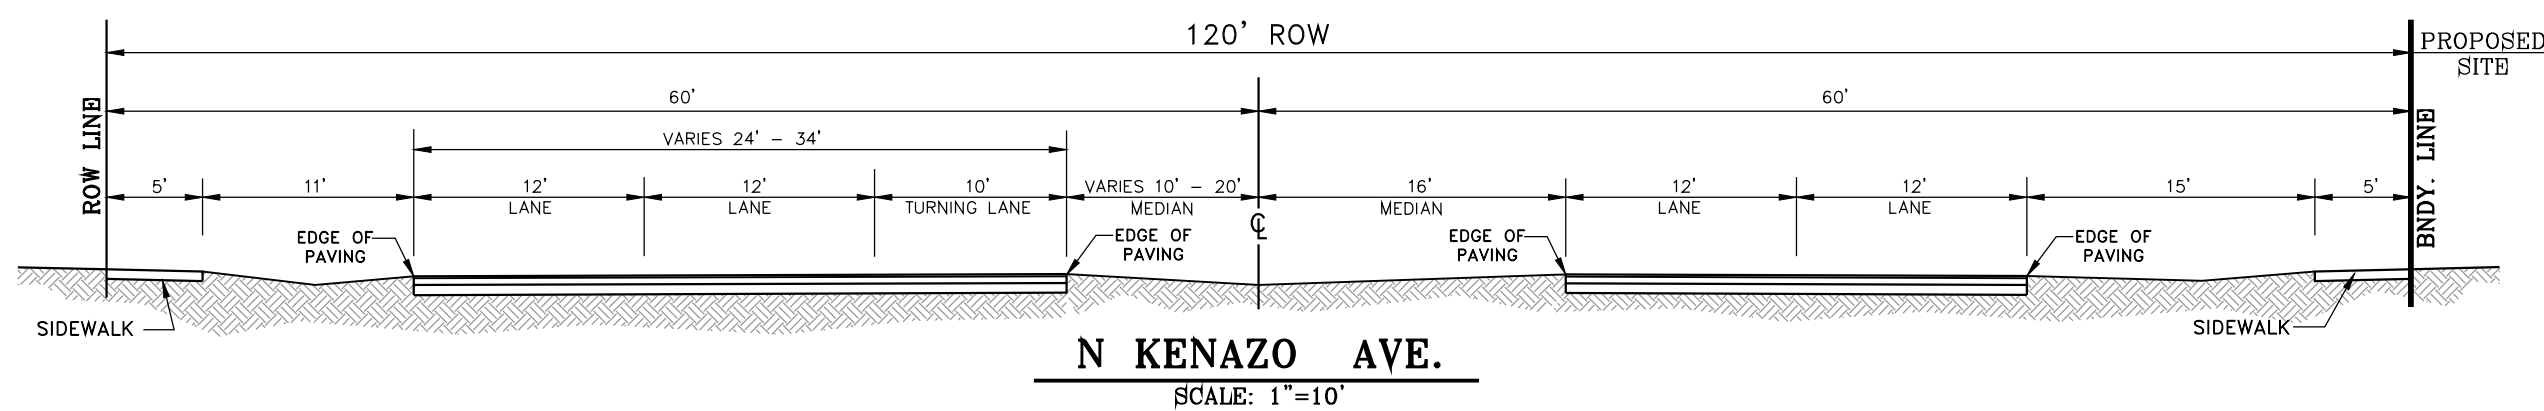 120' ROW
PROPOSED
SITE
60' 60'
ROW LINE
BNDY. LINE
VARIES 24' - 34'
5' 11' 12' 12' 10' VARIES 10' - 20' 16' 12' 12' 15' 5'
LANE LANE TURNING LANE MEDIAN MEDIAN LANE LANE
℄
EDGE OF
PAVING
EDGE OF
PAVING
EDGE OF
PAVING
EDGE OF
PAVING
SIDEWALK
SIDEWALK
N KENAZO AVE.
SCALE: 1"=10'